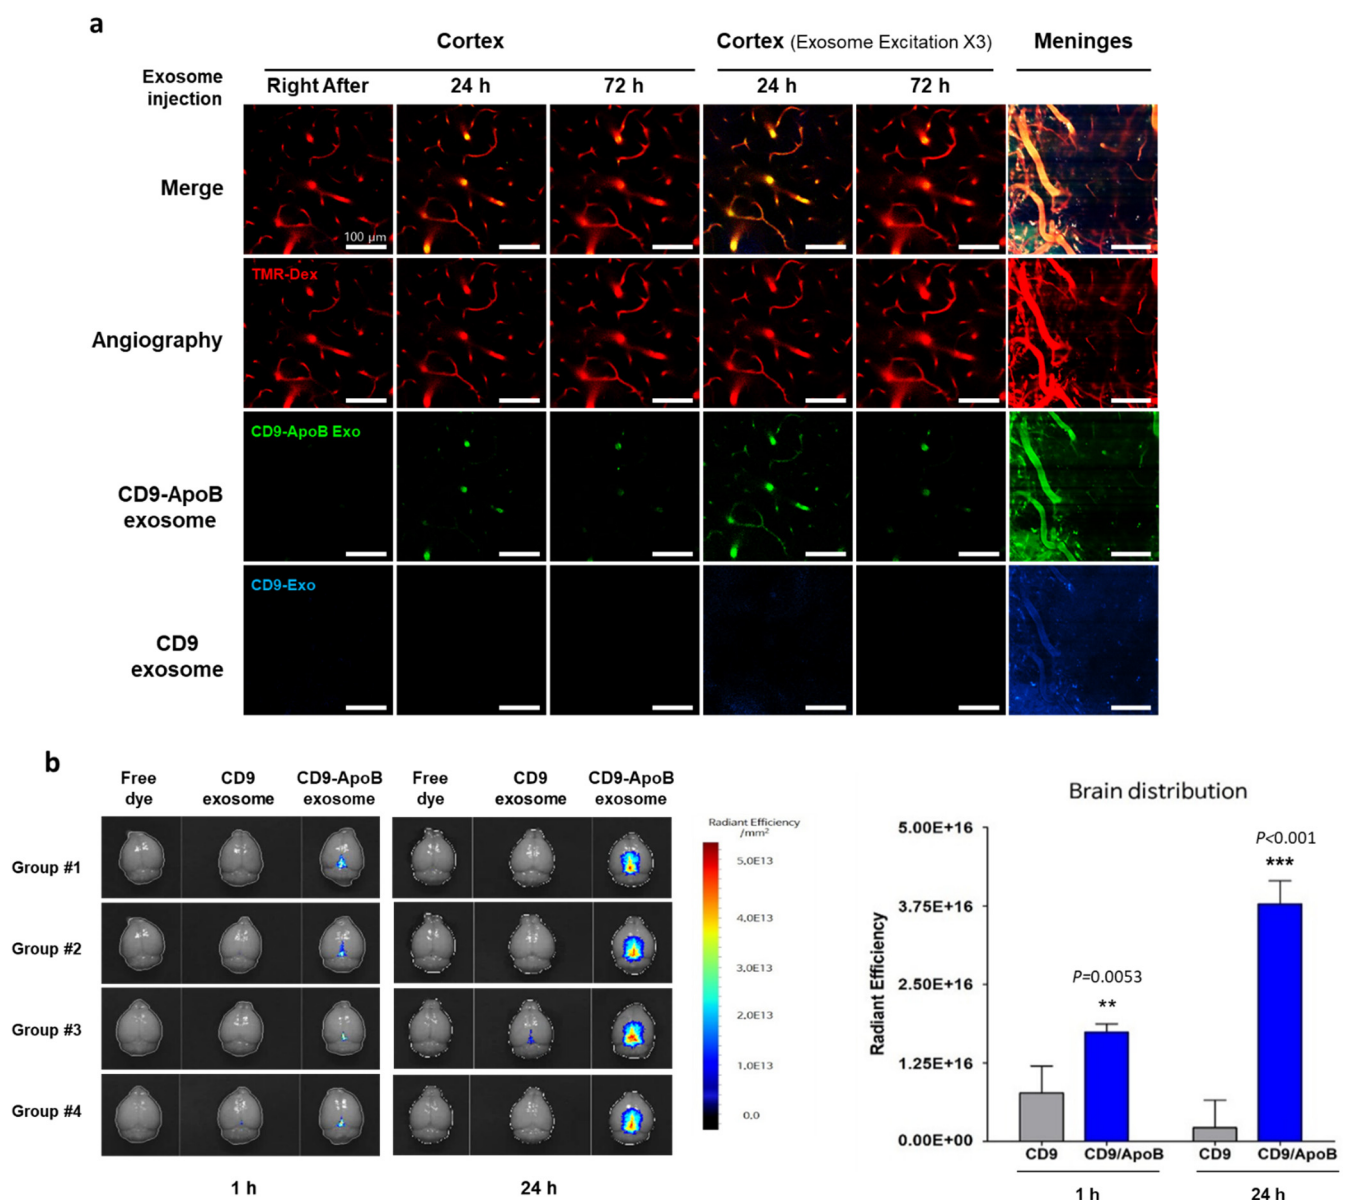 a
Cortex
Cortex (Exosome Excitation X3)
Meninges
Exosome
injection
Right After
24 h
72 h
24 h
72 h
Merge
100 µm
Angiography
TMR-Dex
CD9-ApoB
exosome
CD9-ApoB Exo
CD9
exosome
CD9-Exo
b
Free
dye
CD9
exosome
CD9-ApoB
exosome
Free
dye
CD9
exosome
CD9-ApoB
exosome
Group #1
Group #2
Group #3
Group #4
1 h
24 h
Radiant Efficiency
/mm²
5,0E13
4,0E13
3,0E13
2,0E13
1,0E13
0,0
Brain distribution
Radiant Efficiency
5.00E+16
3.75E+16
2.50E+16
1.25E+16
0.00E+00
P=0.0053
**
P<0.001
***
CD9
CD9/ApoB
CD9
CD9/ApoB
1 h
24 h